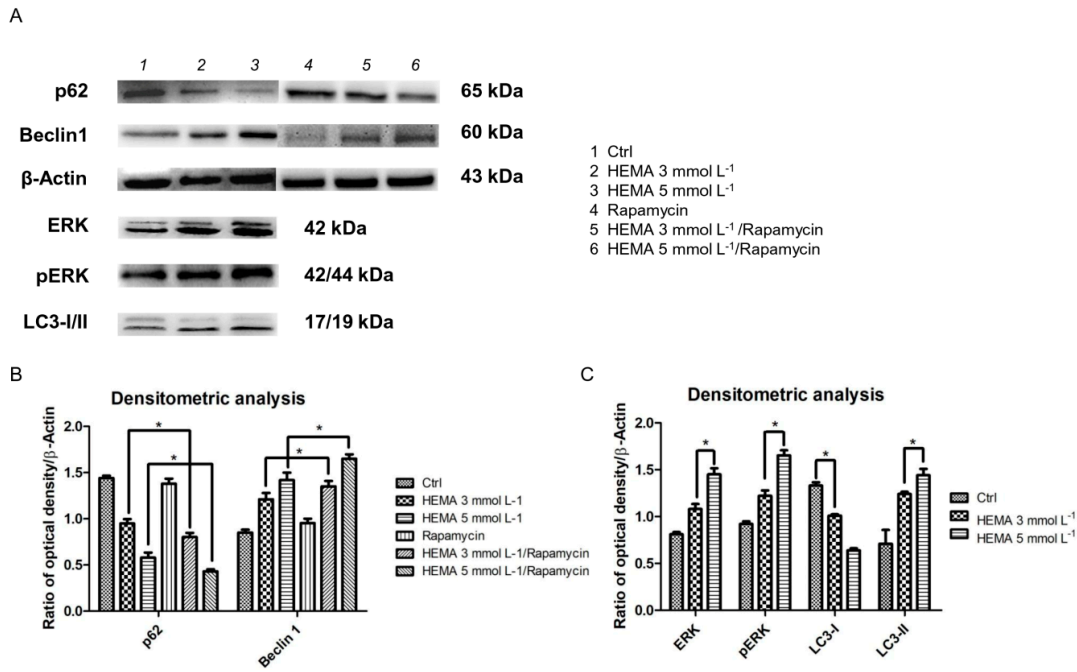 A
1 2 3 4 5 6
p62 65 kDa
Beclin1 60 kDa
β-Actin 43 kDa
ERK 42 kDa
pERK 42/44 kDa
LC3-I/II 17/19 kDa
1 Ctrl
2 HEMA 3 mmol L⁻¹
3 HEMA 5 mmol L⁻¹
4 Rapamycin
5 HEMA 3 mmol L⁻¹/Rapamycin
6 HEMA 5 mmol L⁻¹/Rapamycin
B
Densitometric analysis
Ratio of optical density/β-Actin
2.0
1.5
1.0
0.5
0.0
*
*
*
*
p62
Beclin 1
Ctrl
HEMA 3 mmol L-1
HEMA 5 mmol L-1
Rapamycin
HEMA 3 mmol L-1/Rapamycin
HEMA 5 mmol L-1/Rapamycin
C
Densitometric analysis
Ratio of optical density/β-Actin
2.0
1.5
1.0
0.5
0.0
*
*
*
*
ERK
pERK
LC3-I
LC3-II
Ctrl
HEMA 3 mmol L⁻¹
HEMA 5 mmol L⁻¹